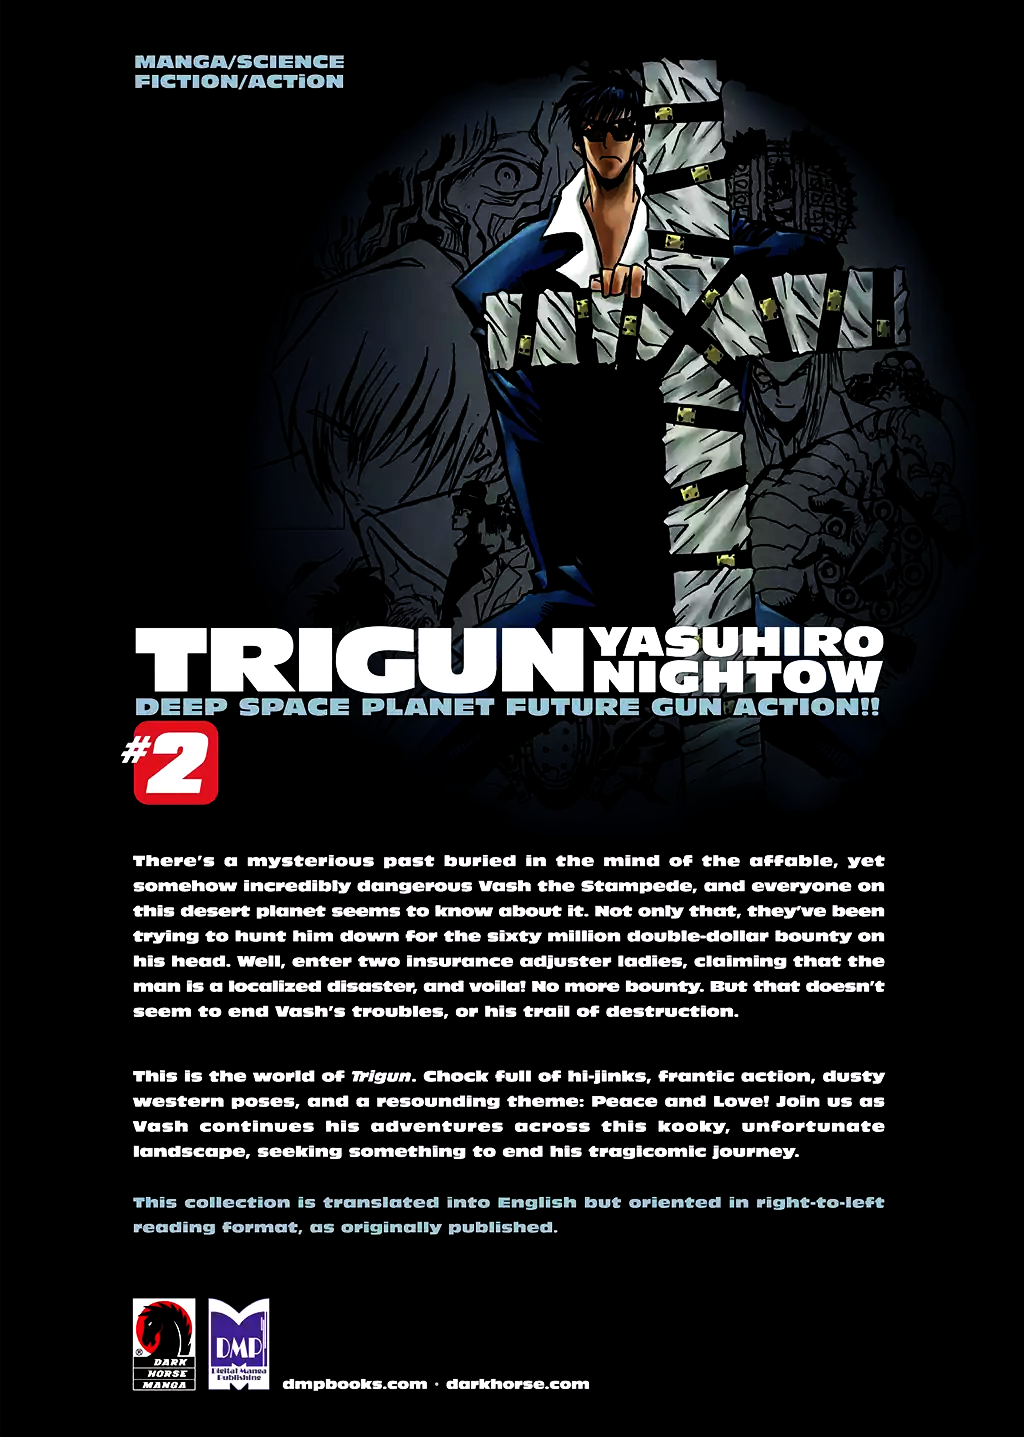 MANGA/SCIENCE
FICTION/ACTiON
TRIGUN
YASUHIRO
NIGHTOW
DEEP SPACE PLANET FUTURE GUN ACTION!!
#2
There's a mysterious past buried in the mind of the affable, yet
somehow incredibly dangerous Vash the Stampede, and everyone on
this desert planet seems to know about it. Not only that, they've been
trying to hunt him down for the sixty million double-dollar bounty on
his head. Well, enter two insurance adjuster ladies, claiming that the
man is a localized disaster, and voila! No more bounty. But that doesn't
seem to end Vash's troubles, or his trail of destruction.
This is the world of Trigun. Chock full of hi-jinks, frantic action, dusty
western poses, and a resounding theme: Peace and Love! Join us as
Vash continues his adventures across this kooky, unfortunate
landscape, seeking something to end his tragicomic journey.
This collection is translated into English but oriented in right-to-left
reading format, as originally published.
®
DARK
HORSE
MANGA
DMP
Digital Manga
Publishing
dmpbooks.com · darkhorse.com